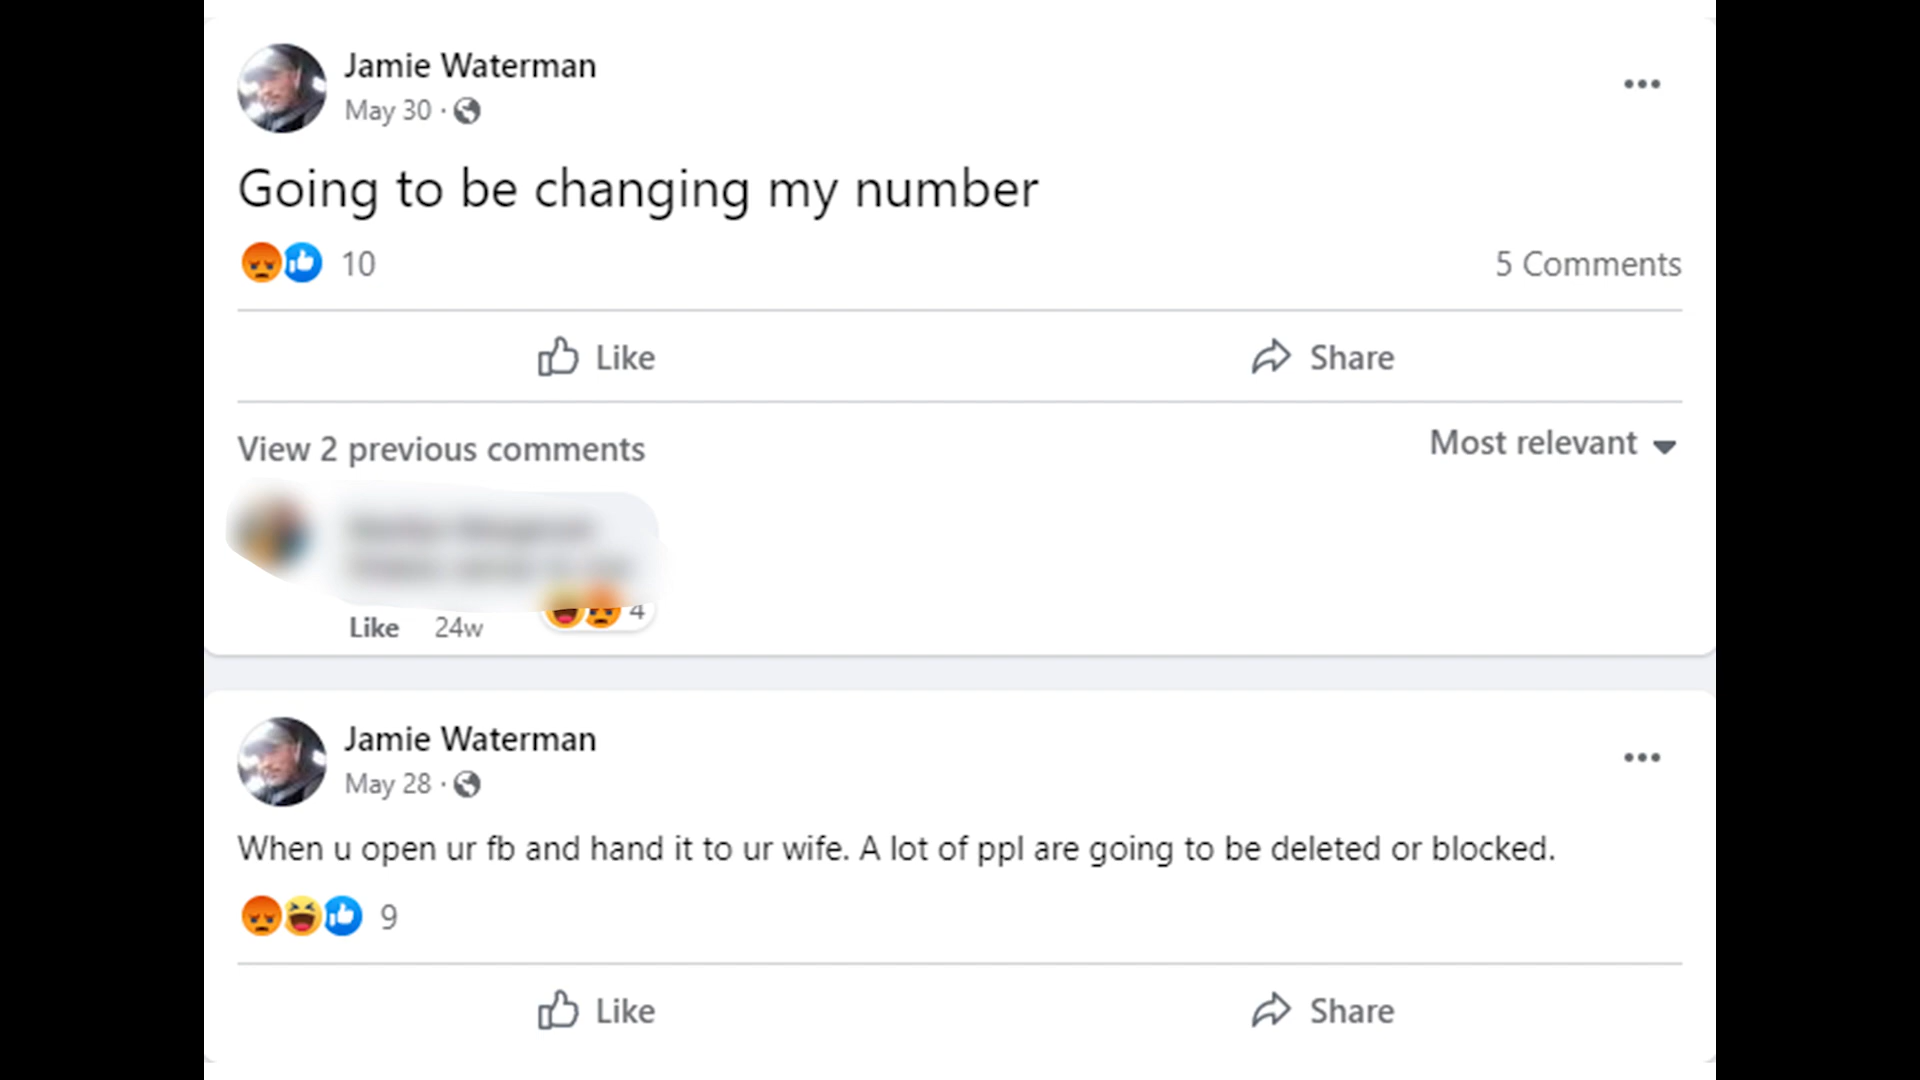 Jamie Waterman
May 30 ·
Going to be changing my number
10
5 Comments
Like
Share
View 2 previous comments
Most relevant
Like 24w
4
Jamie Waterman
May 28 ·
When u open ur fb and hand it to ur wife. A lot of ppl are going to be deleted or blocked.
9
Like
Share